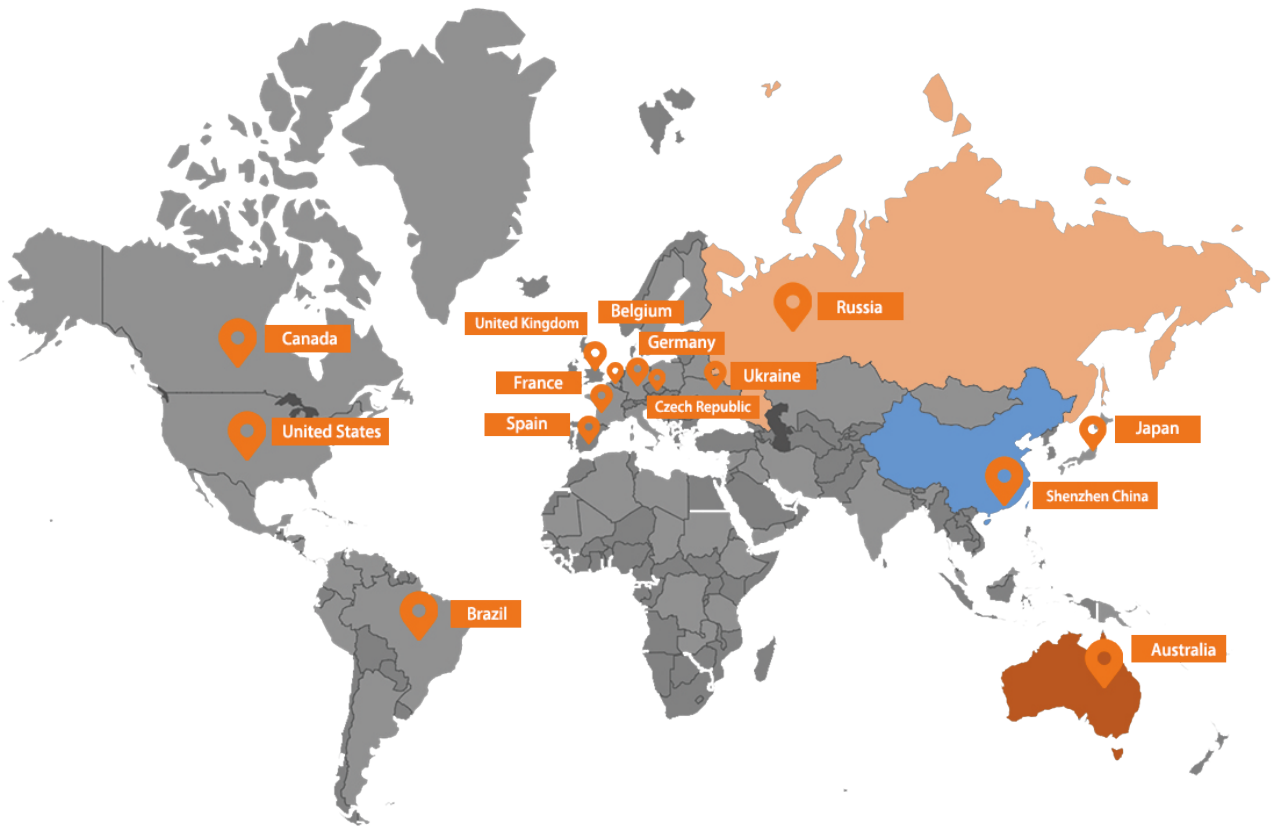 Belgium
Russia
United Kingdom
Canada
Germany
Ukraine
France
Czech Republic
Spain
United States
Japan
Shenzhen China
Brazil
Australia